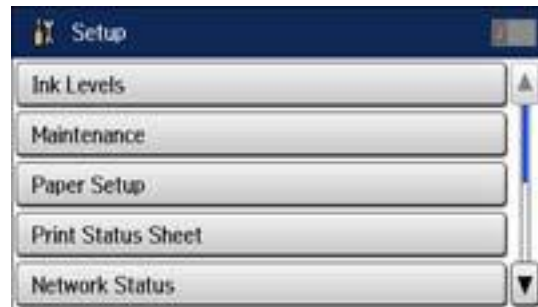 Setup
Ink Levels
Maintenance
Paper Setup
Print Status Sheet
Network Status